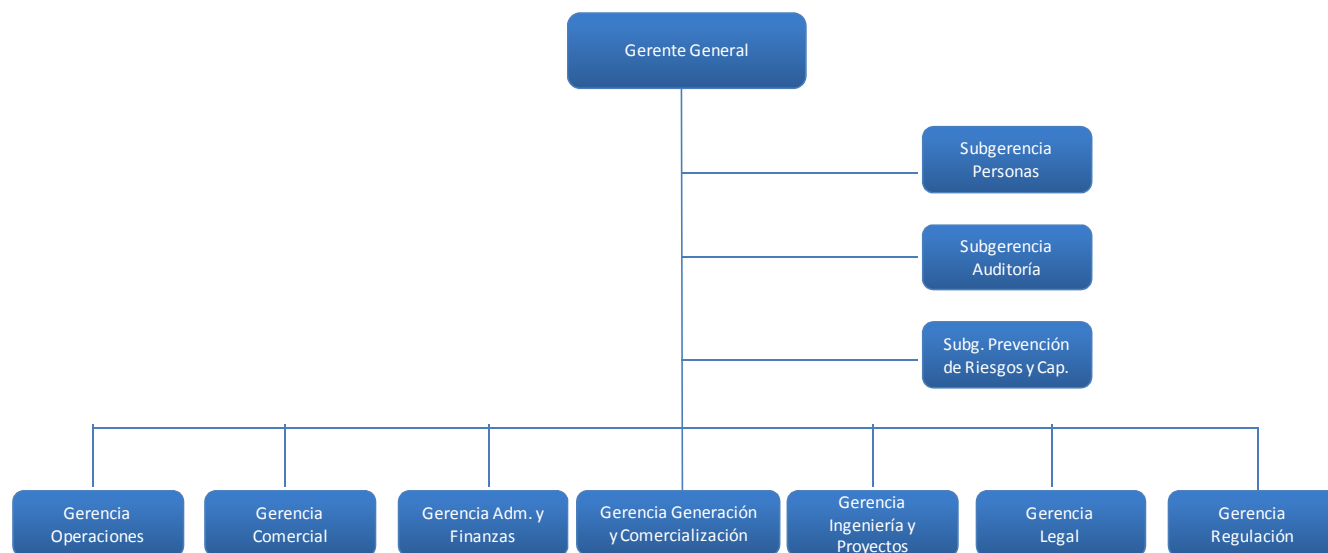 Gerente General
Subgerencia
Personas
Subgerencia
Auditoría
Subg. Prevención
de Riesgos y Cap.
Gerencia
Operaciones
Gerencia
Comercial
Gerencia Adm. y
Finanzas
Gerencia Generación
y Comercialización
Gerencia
Ingeniería y
Proyectos
Gerencia
Legal
Gerencia
Regulación